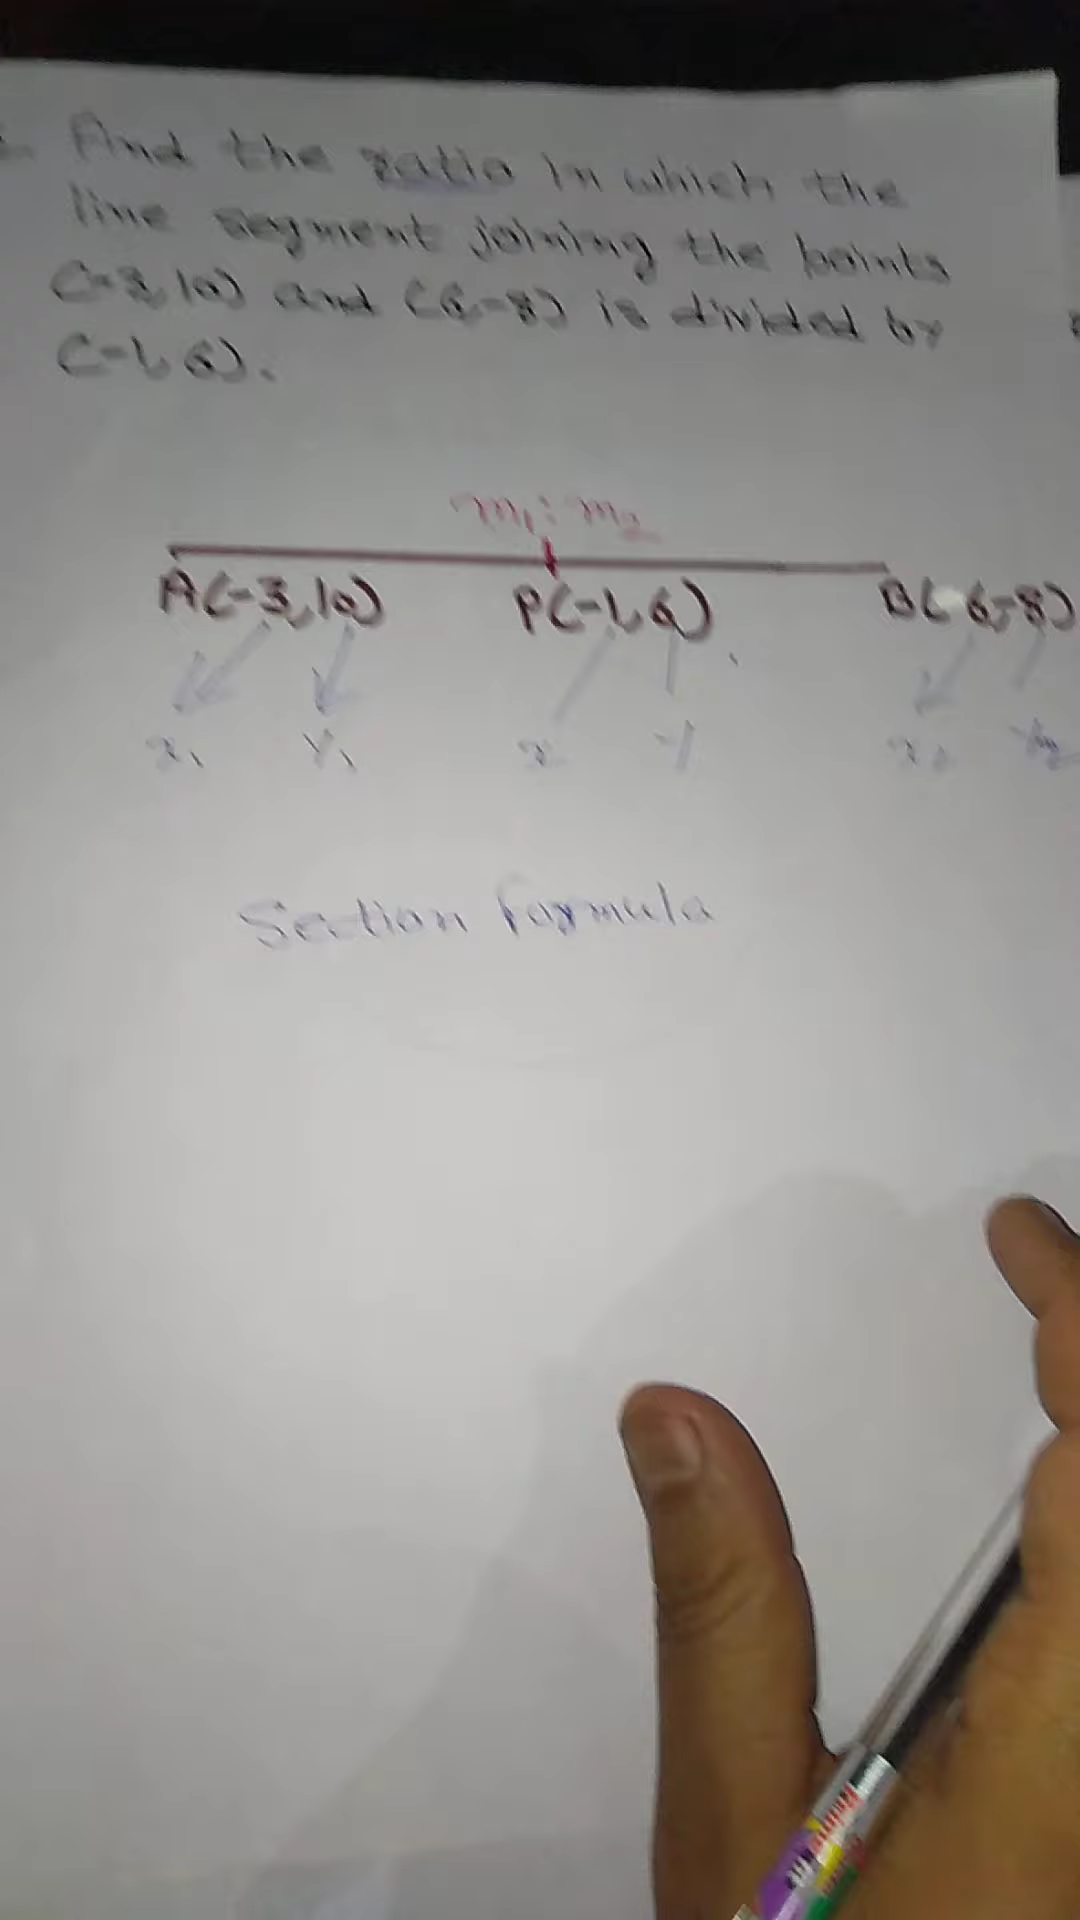 Find the ratio in which the
line segment joining the points
(-3,10) and (6,-8) is divided by
(-1,6).
m₁:m₂
A(-3,10) P(-1,6) B(6,-8)
x₁ y₁ x y x₂ y₂
Section formula